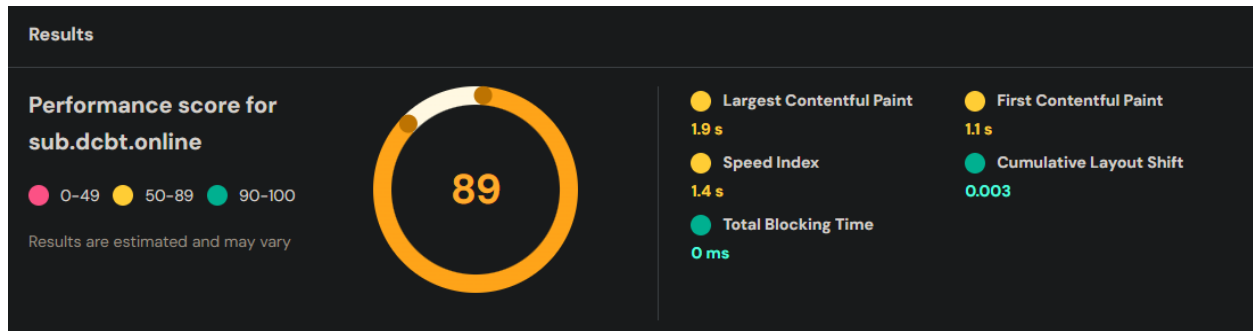 Results
Performance score for
sub.dcbt.online
0-49 50-89 90-100
Results are estimated and may vary
89
Largest Contentful Paint
1.9 s
First Contentful Paint
1.1 s
Speed Index
1.4 s
Cumulative Layout Shift
0.003
Total Blocking Time
0 ms